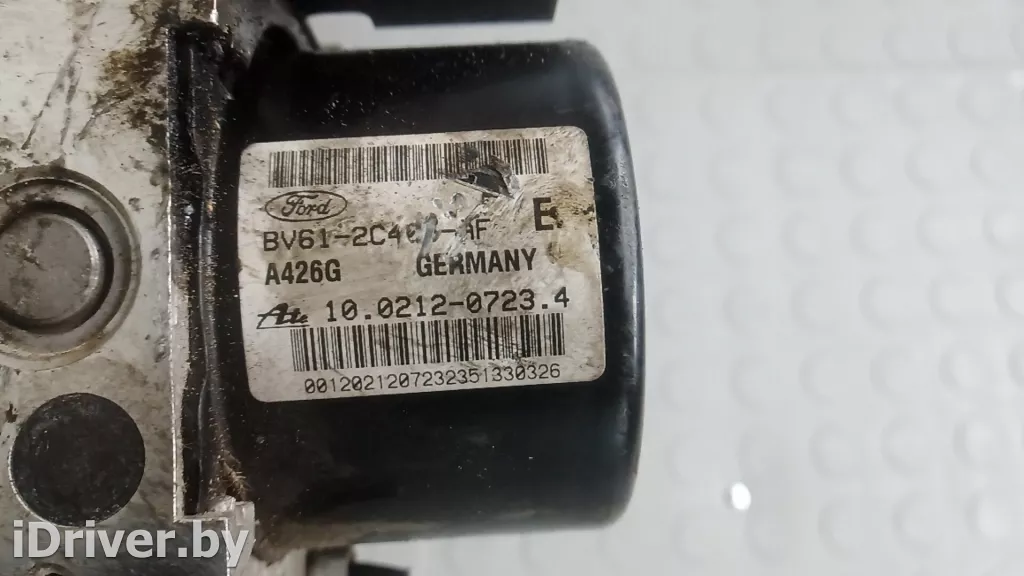 Ford
E
A426G GERMANY
Ate 10.0212-0723.4
0012021207232351330326
iDriver.by